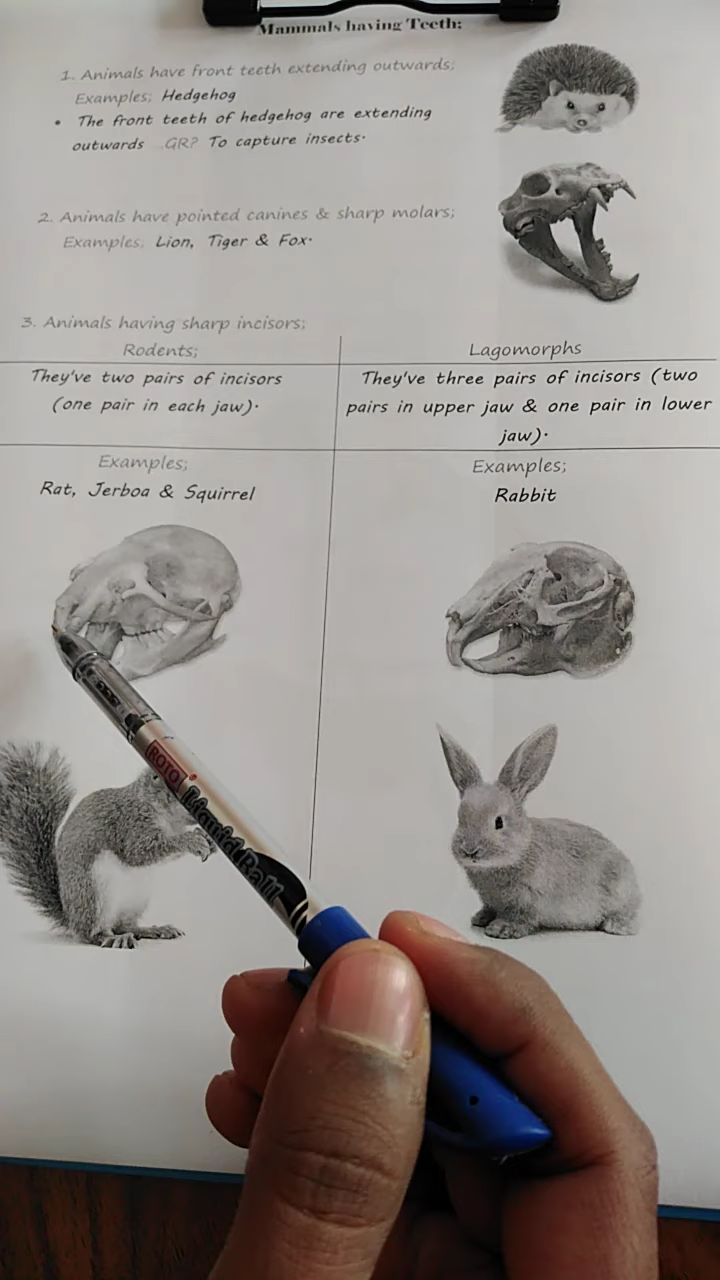 Mammals having Teeth:
1. Animals have front teeth extending outwards;
Examples; Hedgehog
• The front teeth of hedgehog are extending
outwards GR? To capture insects.
2. Animals have pointed canines & sharp molars;
Examples; Lion, Tiger & Fox.
3. Animals having sharp incisors;
Rodents;
Lagomorphs
They've two pairs of incisors
(one pair in each jaw).
They've three pairs of incisors (two
pairs in upper jaw & one pair in lower
jaw).
Examples;
Rat, Jerboa & Squirrel
Examples;
Rabbit
ROTO
Liquid Ball